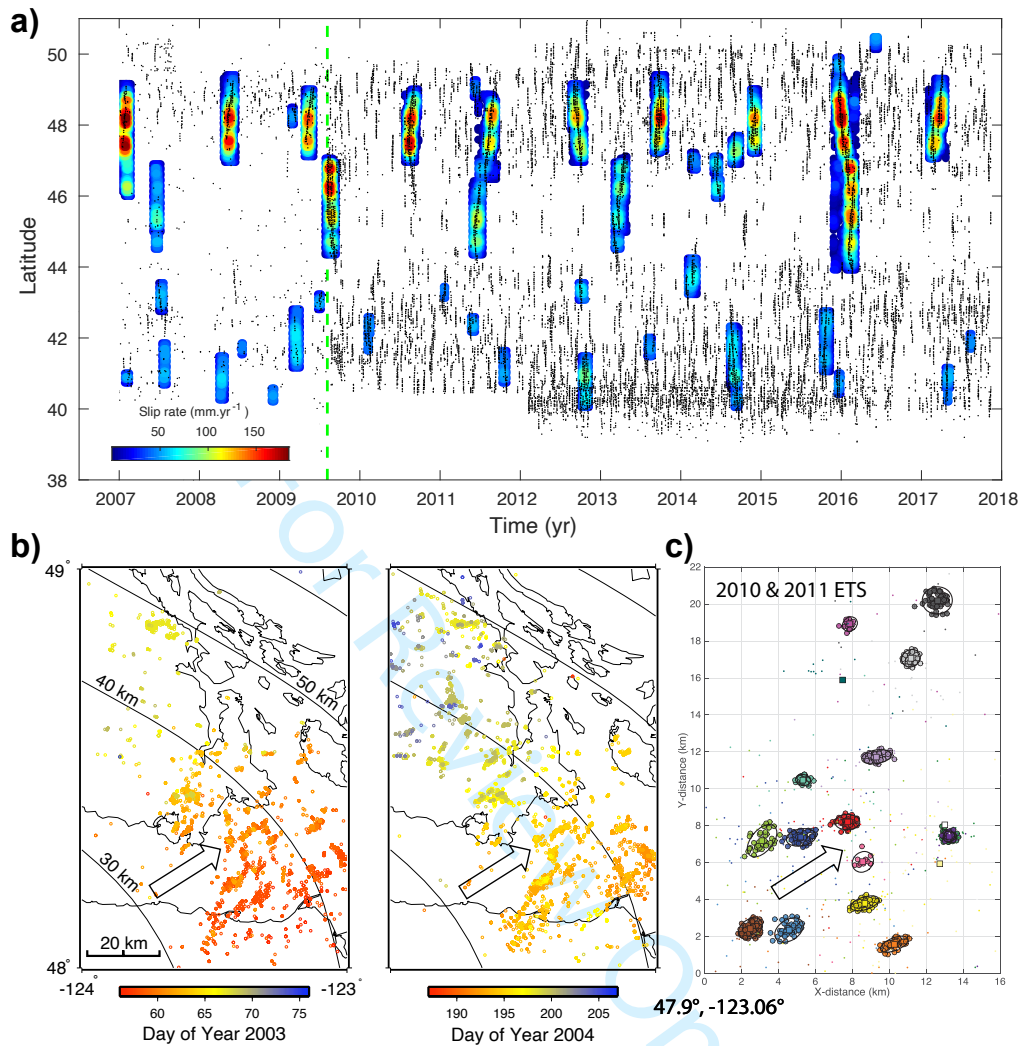 a)
50
48
46
44
42
40
38
Latitude
Slip rate (mm.yr⁻¹)
50 100 150
2007 2008 2009 2010 2011 2012 2013 2014 2015 2016 2017 2018
Time (yr)
For Review On
b)
49°
48°
50 km
40 km
30 km
20 km
-124° -123°
60 65 70 75
Day of Year 2003
190 195 200 205
Day of Year 2004
c)
2010 & 2011 ETS
22
20
18
16
14
12
10
8
6
4
2
0
Y-distance (km)
0 2 4 6 8 10 12 14 16
X-distance (km)
47.9°, -123.06°